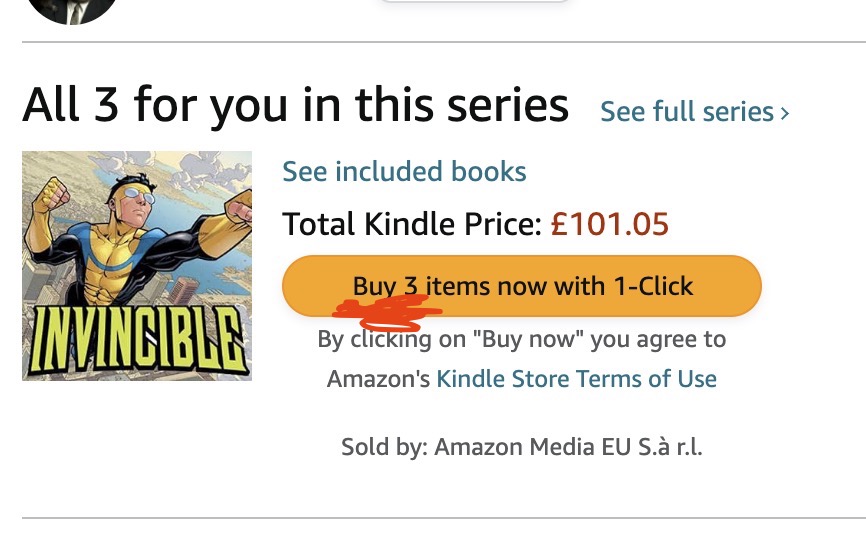 All 3 for you in this series See full series ›
See included books
Total Kindle Price: £101.05
Buy 3 items now with 1-Click
INVINCIBLE
By clicking on "Buy now" you agree to
Amazon's Kindle Store Terms of Use
Sold by: Amazon Media EU S.à r.l.